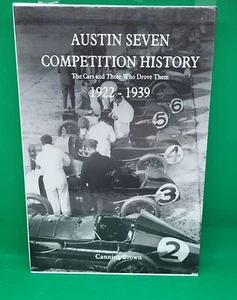 AUSTIN SEVEN
COMPETITION HISTORY
The Cars and Those Who Drove Them
1922 - 1939
6
5
4
3
2
Canning Brown